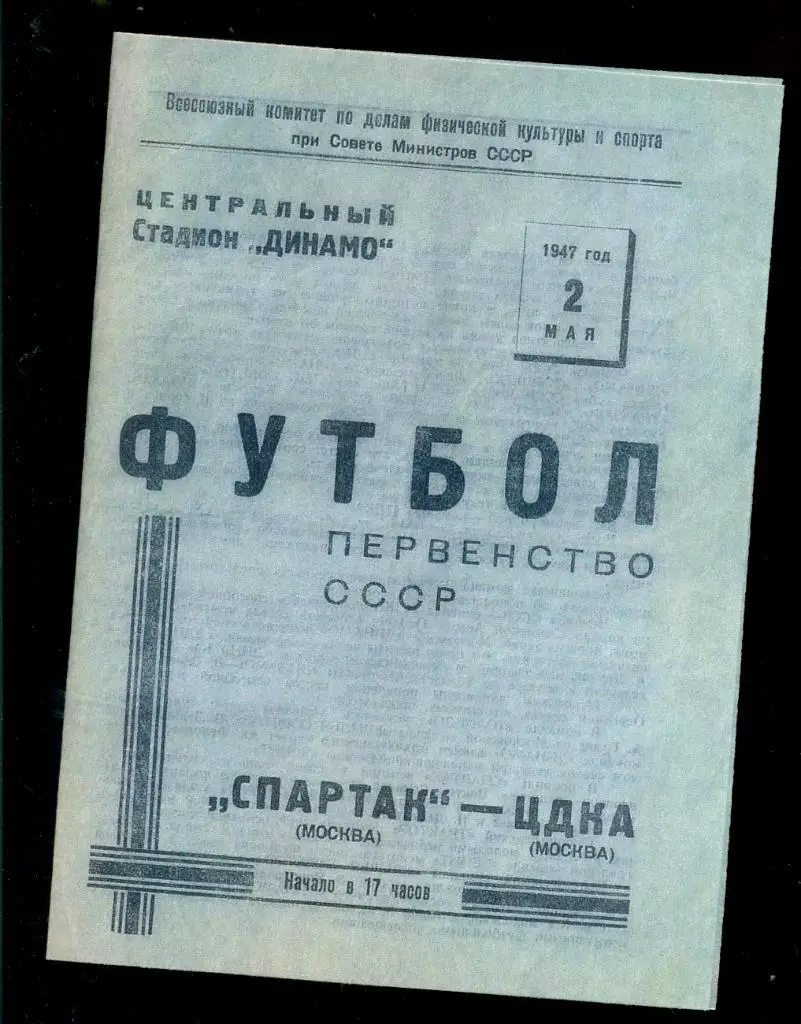 Всесоюзный комитет по делам физической культуры и спорта
при Совете Министров СССР
ЦЕНТРАЛЬНЫЙ
Стадион „ДИНАМО“
1947 год
2
МАЯ
ФУТБОЛ
ПЕРВЕНСТВО
СССР
„СПАРТАК“ — ЦДКА
(МОСКВА) (МОСКВА)
Начало в 17 часов